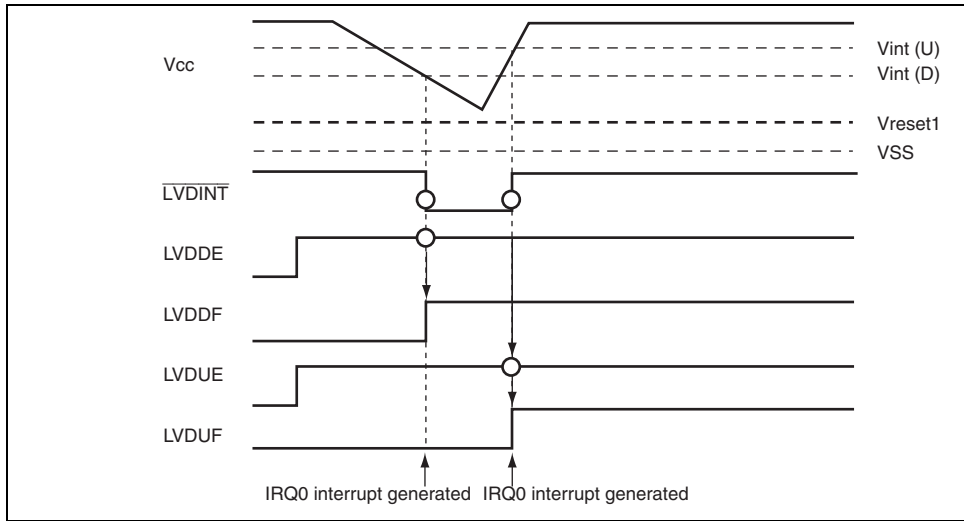 Vcc
Vint (U)
Vint (D)
Vreset1
VSS
LVDINT
LVDDE
LVDDF
LVDUE
LVDUF
IRQ0 interrupt generated IRQ0 interrupt generated